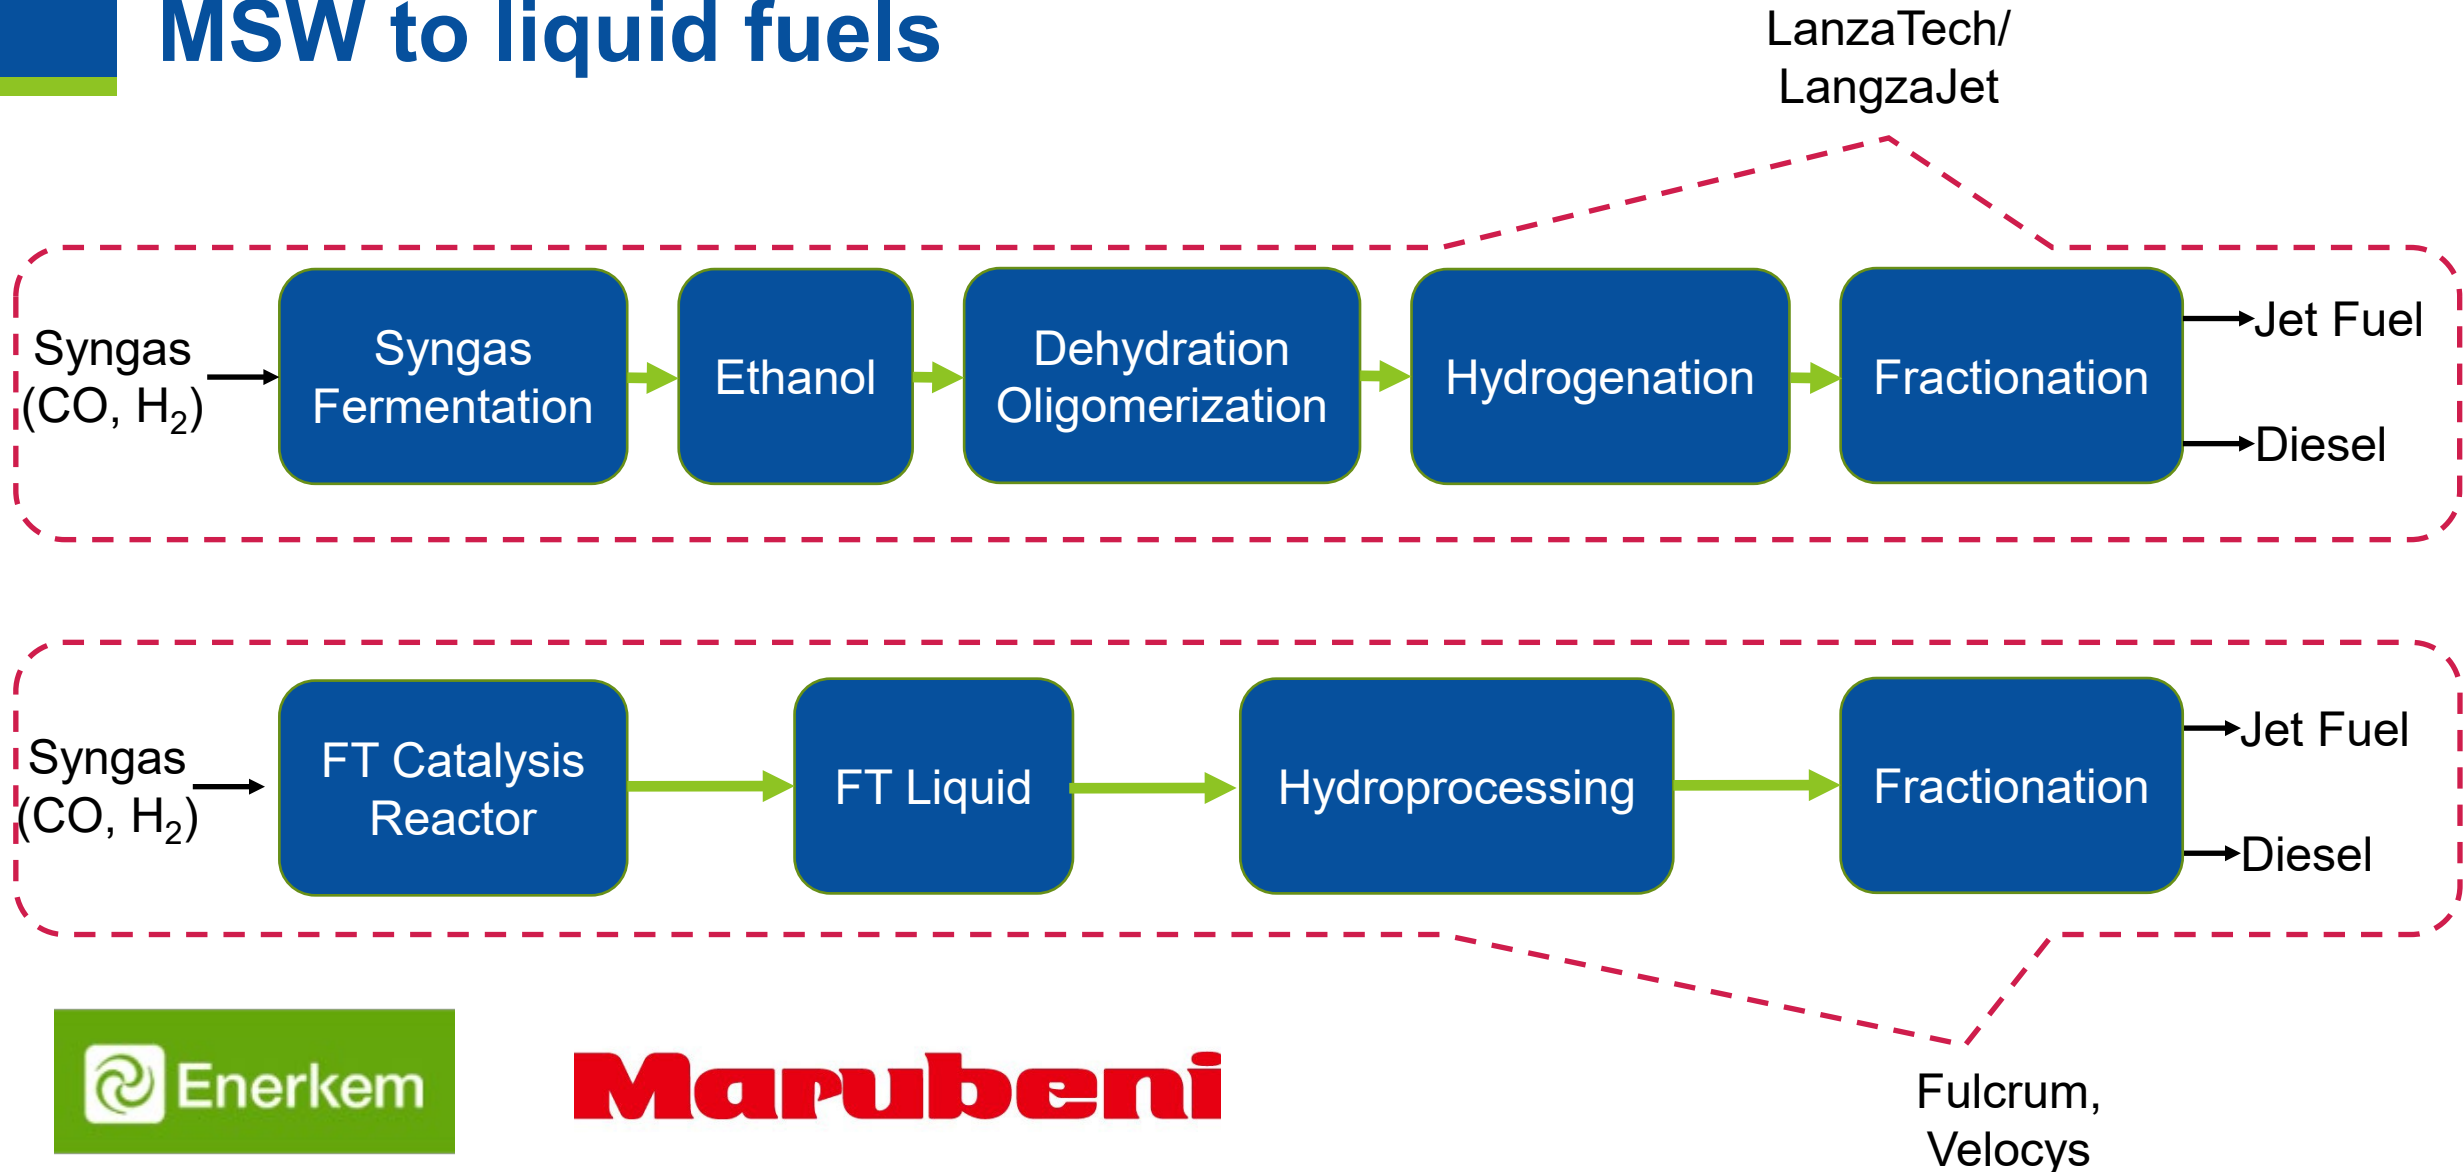 MSW to liquid fuels
LanzaTech/
LangzaJet
Syngas
(CO, H₂)
Syngas
Fermentation
Ethanol
Dehydration
Oligomerization
Hydrogenation
Fractionation
Jet Fuel
Diesel
Syngas
(CO, H₂)
FT Catalysis
Reactor
FT Liquid
Hydroprocessing
Fractionation
Jet Fuel
Diesel
Enerkem
Marubeni
Fulcrum,
Velocys